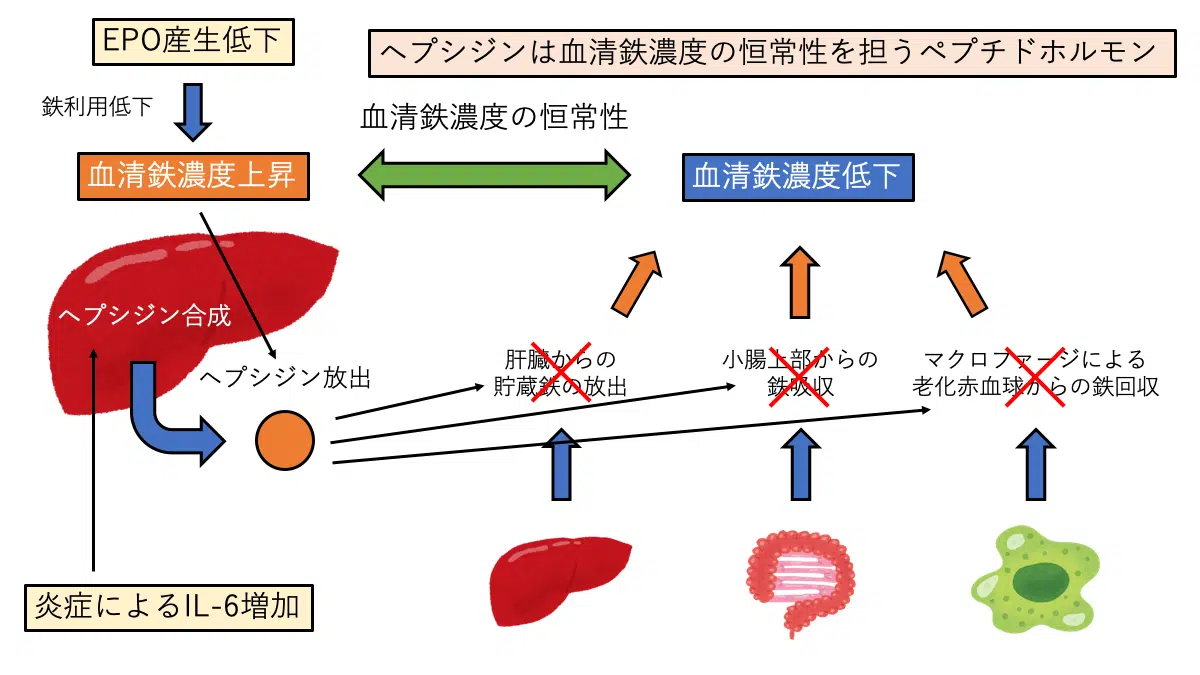 EPO産生低下
ヘプシジンは血清鉄濃度の恒常性を担うペプチドホルモン
鉄利用低下
血清鉄濃度の恒常性
血清鉄濃度上昇
血清鉄濃度低下
ヘプシジン合成
ヘプシジン放出
肝臓からの
貯蔵鉄の放出
小腸上部からの
鉄吸収
マクロファージによる
老化赤血球からの鉄回収
炎症によるIL-6増加